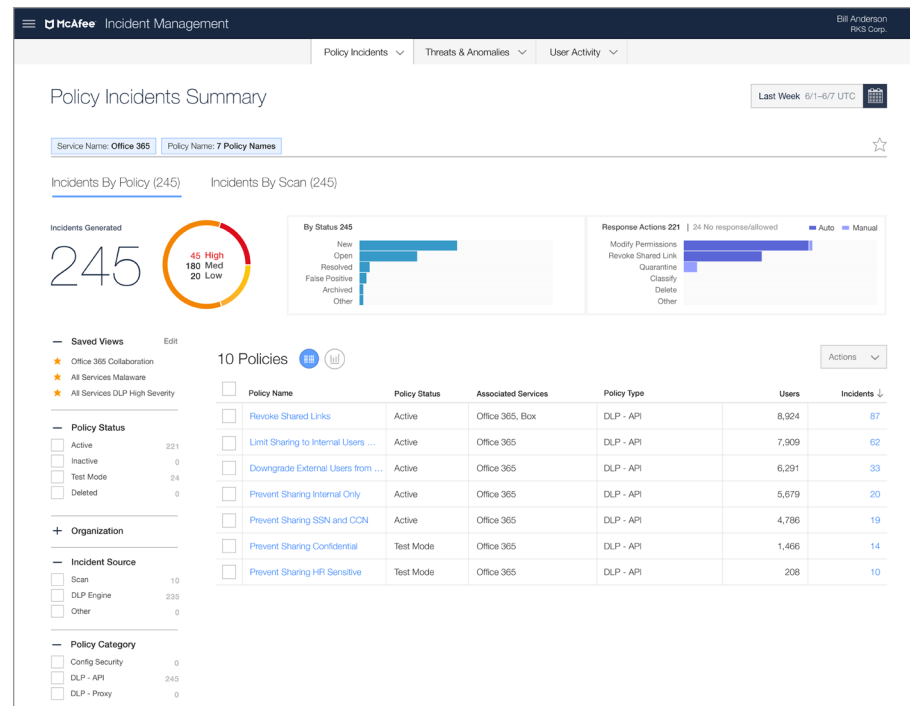 McAfee Incident Management
Bill Anderson
RKS Corp.
Policy Incidents
Threats & Anomalies
User Activity
Policy Incidents Summary
Last Week 6/1–6/7 UTC
Service Name: Office 365
Policy Name: 7 Policy Names
Incidents By Policy (245)
Incidents By Scan (245)
Incidents Generated
245
45 High
180 Med
20 Low
By Status 245
New
Open
Resolved
False Positive
Archived
Other
Response Actions 221 | 24 No response/allowed
Auto
Manual
Modify Permissions
Revoke Shared Link
Quarantine
Classify
Delete
Other
Saved Views Edit
Office 365 Collaboration
All Services Malaware
All Services DLP High Severity
Policy Status
Active 221
Inactive 0
Test Mode 24
Deleted 0
Organization
Incident Source
Scan 10
DLP Engine 235
Other 0
Policy Category
Config Security 0
DLP - API 245
DLP - Proxy 0
10 Policies
Actions
Policy Name Policy Status Associated Services Policy Type Users Incidents ↓
Revoke Shared Links Active Office 365, Box DLP - API 8,924 87
Limit Sharing to Internal Users ... Active Office 365 DLP - API 7,909 62
Downgrade External Users from ... Active Office 365 DLP - API 6,291 33
Prevent Sharing Internal Only Active Office 365 DLP - API 5,679 20
Prevent Sharing SSN and CCN Active Office 365 DLP - API 4,786 19
Prevent Sharing Confidential Test Mode Office 365 DLP - API 1,466 14
Prevent Sharing HR Sensitive Test Mode Office 365 DLP - API 208 10